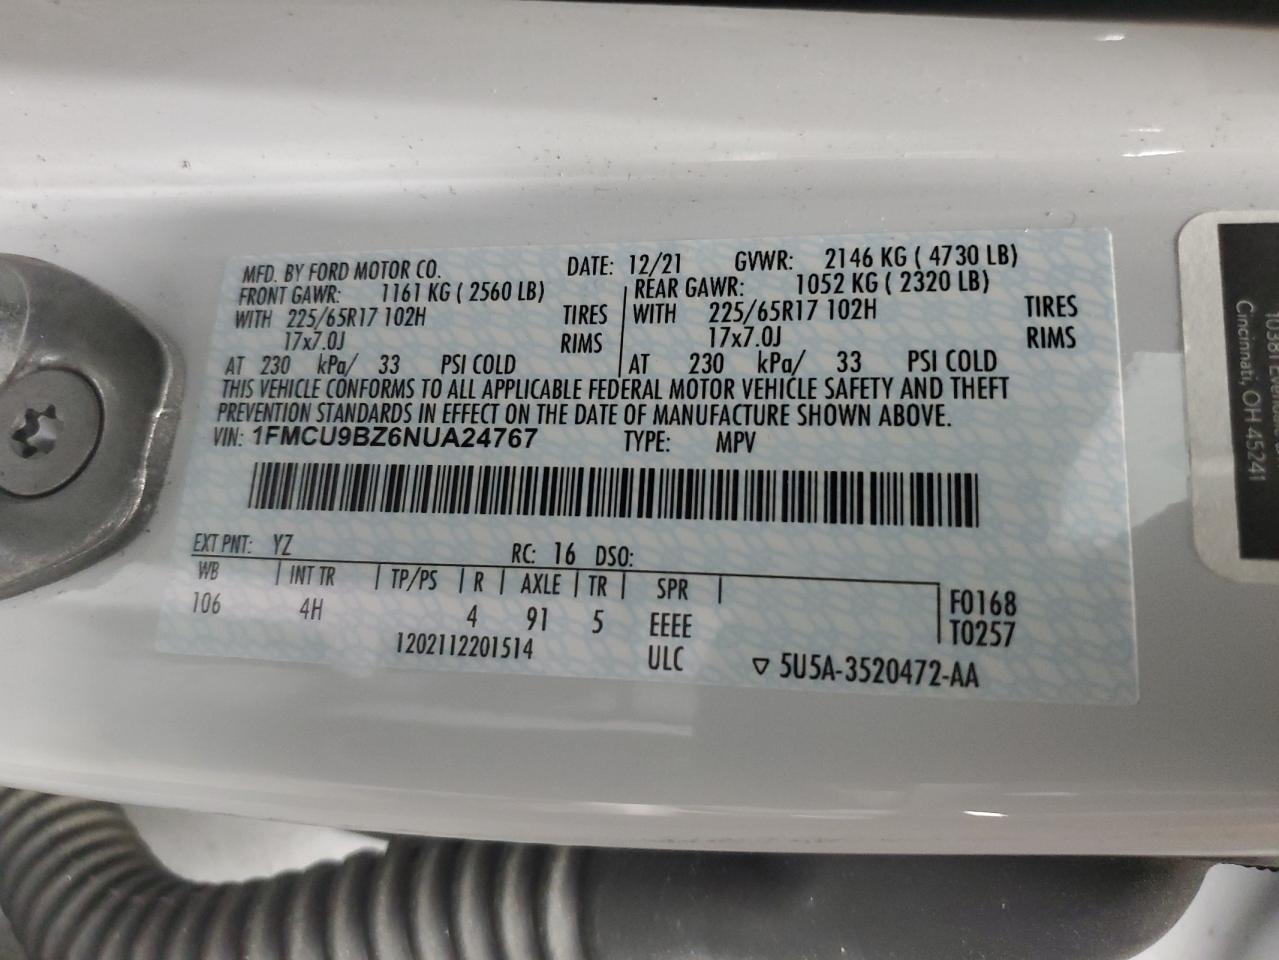 MFD. BY FORD MOTOR CO. DATE: 12/21 GVWR: 2146 KG ( 4730 LB)
FRONT GAWR: 1161 KG ( 2560 LB) REAR GAWR: 1052 KG ( 2320 LB)
WITH 225/65R17 102H TIRES WITH 225/65R17 102H TIRES
17x7.0J RIMS 17x7.0J RIMS
AT 230 kPa/ 33 PSI COLD AT 230 kPa/ 33 PSI COLD
THIS VEHICLE CONFORMS TO ALL APPLICABLE FEDERAL MOTOR VEHICLE SAFETY AND THEFT
PREVENTION STANDARDS IN EFFECT ON THE DATE OF MANUFACTURE SHOWN ABOVE.
VIN: 1FMCU9BZ6NUA24767 TYPE: MPV
EXT PNT: YZ RC: 16 DSO:
WB INT TR TP/PS R AXLE TR SPR
106 4H 4 91 5 EEEE F0168
1202112201514 ULC T0257
▽ 5U5A-3520472-AA
Cincinnati, OH 45241